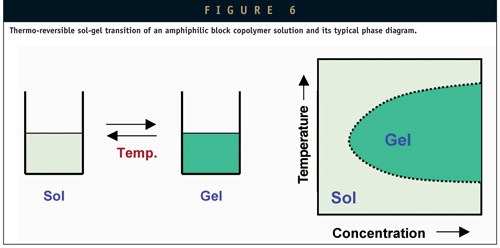 FIGURE 6
Thermo-reversible sol-gel transition of an amphiphilic block copolymer solution and its typical phase diagram.
Temp.
Sol
Gel
Temperature
Gel
Sol
Concentration